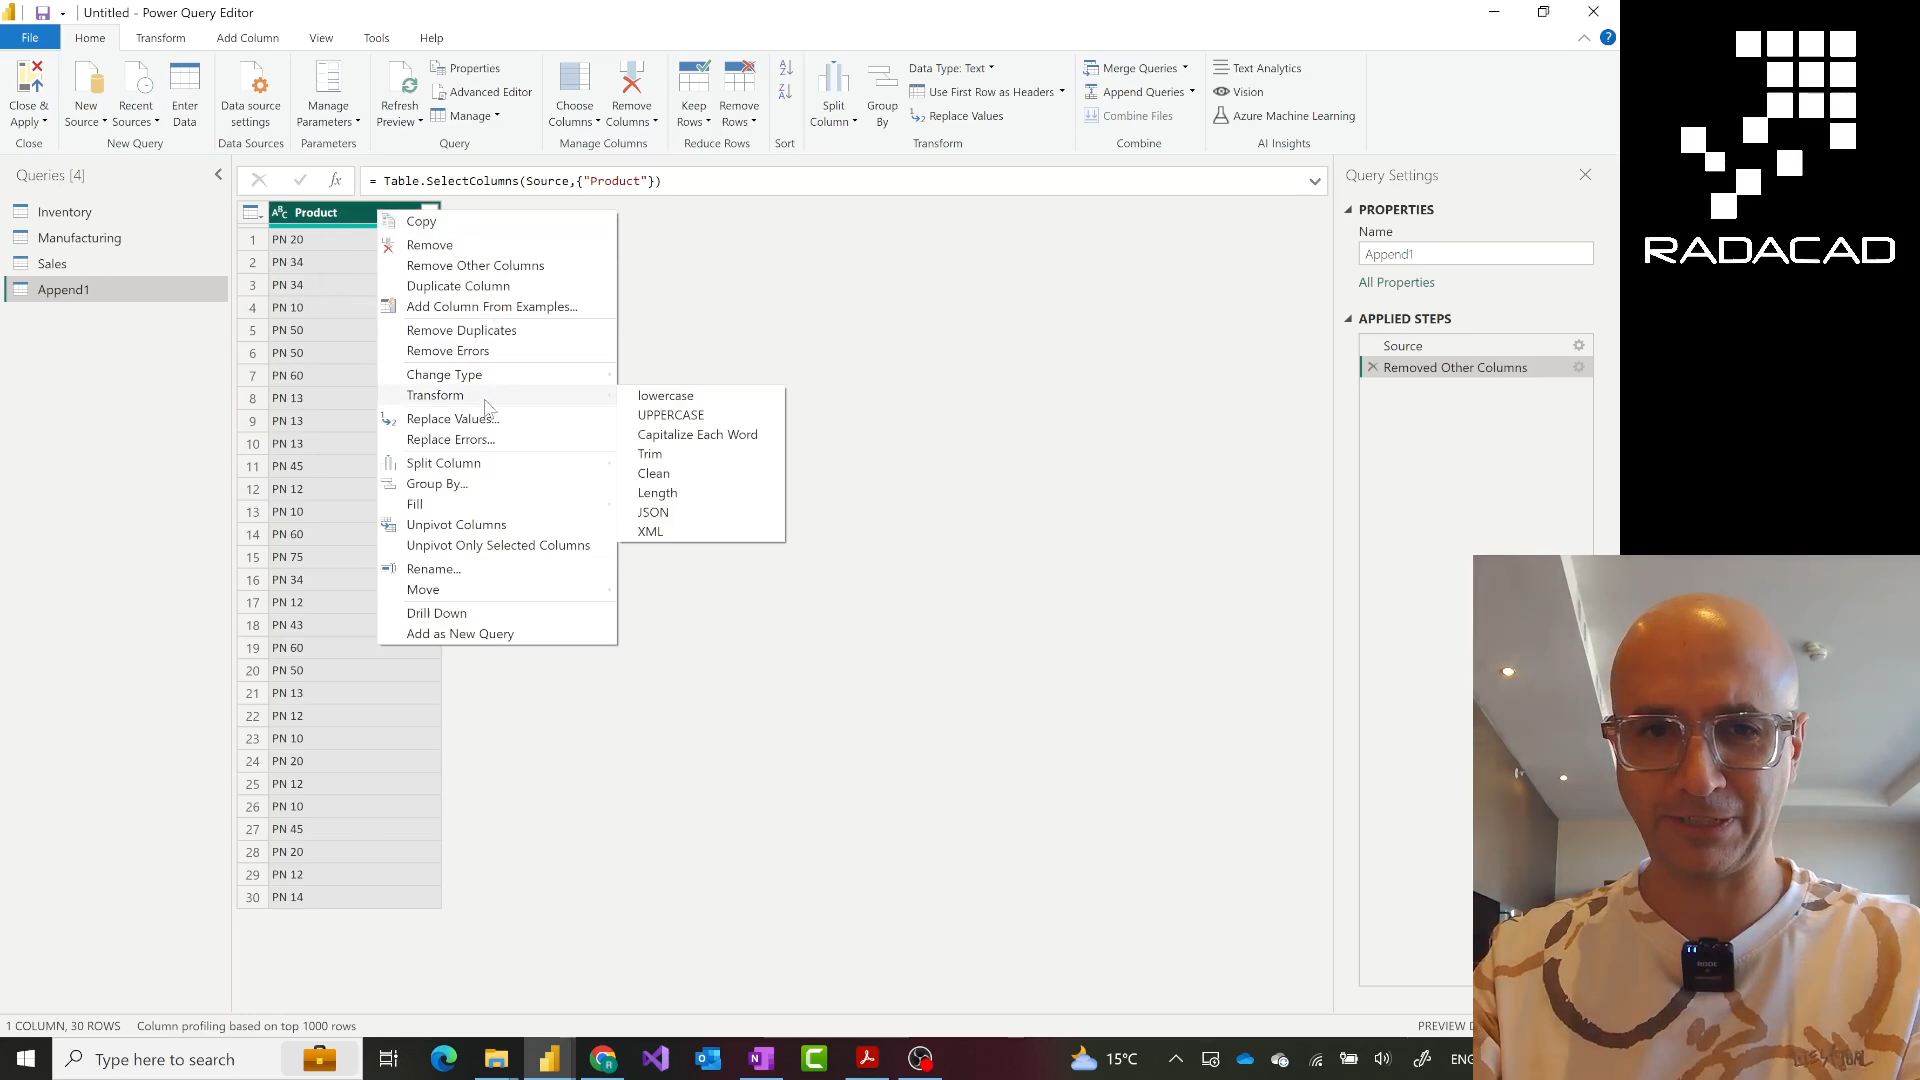 Untitled - Power Query Editor
File
Home
Transform
Add Column
View
Tools
Help
Close &
Apply
New
Source
Recent
Sources
Enter
Data
Data source
settings
Manage
Parameters
Refresh
Preview
Properties
Advanced Editor
Manage
Choose
Columns
Remove
Columns
Keep
Rows
Remove
Rows
Split
Column
Group
By
Data Type: Text
Use First Row as Headers
Replace Values
Merge Queries
Append Queries
Combine Files
Text Analytics
Vision
Azure Machine Learning
Close
New Query
Data Sources
Parameters
Query
Manage Columns
Reduce Rows
Sort
Transform
Combine
AI Insights
RADACAD
Queries [4]
Inventory
Manufacturing
Sales
Append1
fx
= Table.SelectColumns(Source,{"Product"})
ABC Product
1 PN 20
2 PN 34
3 PN 34
4 PN 10
5 PN 50
6 PN 50
7 PN 60
8 PN 13
9 PN 13
10 PN 13
11 PN 45
12 PN 12
13 PN 10
14 PN 60
15 PN 75
16 PN 34
17 PN 12
18 PN 43
19 PN 60
20 PN 50
21 PN 13
22 PN 12
23 PN 10
24 PN 20
25 PN 12
26 PN 10
27 PN 45
28 PN 20
29 PN 12
30 PN 14
Copy
Remove
Remove Other Columns
Duplicate Column
Add Column From Examples...
Remove Duplicates
Remove Errors
Change Type
Transform
Replace Values...
Replace Errors...
Split Column
Group By...
Fill
Unpivot Columns
Unpivot Only Selected Columns
Rename...
Move
Drill Down
Add as New Query
lowercase
UPPERCASE
Capitalize Each Word
Trim
Clean
Length
JSON
XML
Query Settings
PROPERTIES
Name
Append1
All Properties
APPLIED STEPS
Source
Removed Other Columns
RODE
1 COLUMN, 30 ROWS
Column profiling based on top 1000 rows
PREVIEW D
Type here to search
15°C
ENG